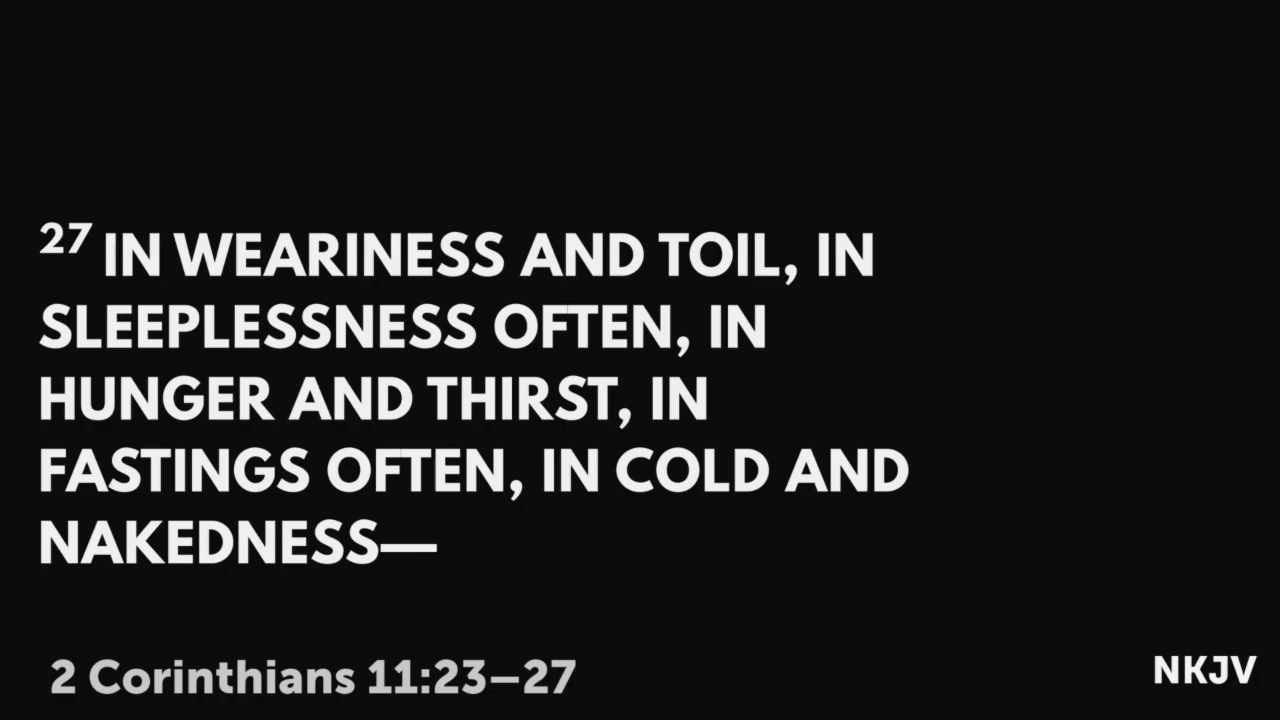 27 IN WEARINESS AND TOIL, IN
SLEEPLESSNESS OFTEN, IN
HUNGER AND THIRST, IN
FASTINGS OFTEN, IN COLD AND
NAKEDNESS—
2 Corinthians 11:23–27
NKJV